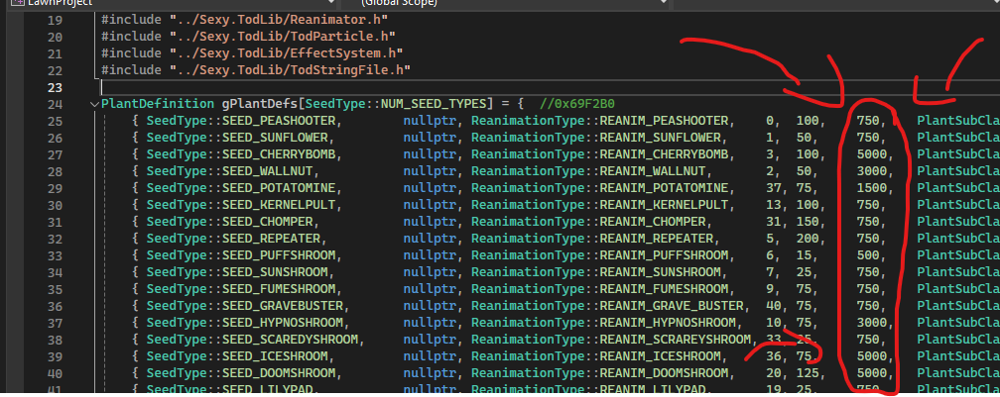 LawnProject
(Global Scope)
19 #include "../Sexy.TodLib/Reanimator.h"
20 #include "../Sexy.TodLib/TodParticle.h"
21 #include "../Sexy.TodLib/EffectSystem.h"
22 #include "../Sexy.TodLib/TodStringFile.h"
23
24 PlantDefinition gPlantDefs[SeedType::NUM_SEED_TYPES] = { //0x69F2B0
25 { SeedType::SEED_PEASHOOTER, nullptr, ReanimationType::REANIM_PEASHOOTER, 0, 100, 750, PlantSubCla
26 { SeedType::SEED_SUNFLOWER, nullptr, ReanimationType::REANIM_SUNFLOWER, 1, 50, 750, PlantSubCla
27 { SeedType::SEED_CHERRYBOMB, nullptr, ReanimationType::REANIM_CHERRYBOMB, 3, 100, 5000, PlantSubCla
28 { SeedType::SEED_WALLNUT, nullptr, ReanimationType::REANIM_WALLNUT, 2, 50, 3000, PlantSubCla
29 { SeedType::SEED_POTATOMINE, nullptr, ReanimationType::REANIM_POTATOMINE, 37, 75, 1500, PlantSubCla
30 { SeedType::SEED_KERNELPULT, nullptr, ReanimationType::REANIM_KERNELPULT, 13, 100, 750, PlantSubCla
31 { SeedType::SEED_CHOMPER, nullptr, ReanimationType::REANIM_CHOMPER, 31, 150, 750, PlantSubCla
32 { SeedType::SEED_REPEATER, nullptr, ReanimationType::REANIM_REPEATER, 5, 200, 750, PlantSubCla
33 { SeedType::SEED_PUFFSHROOM, nullptr, ReanimationType::REANIM_PUFFSHROOM, 6, 15, 500, PlantSubCla
34 { SeedType::SEED_SUNSHROOM, nullptr, ReanimationType::REANIM_SUNSHROOM, 7, 25, 750, PlantSubCla
35 { SeedType::SEED_FUMESHROOM, nullptr, ReanimationType::REANIM_FUMESHROOM, 9, 75, 750, PlantSubCla
36 { SeedType::SEED_GRAVEBUSTER, nullptr, ReanimationType::REANIM_GRAVE_BUSTER, 40, 75, 750, PlantSubCla
37 { SeedType::SEED_HYPNOSHROOM, nullptr, ReanimationType::REANIM_HYPNOSHROOM, 10, 75, 3000, PlantSubCla
38 { SeedType::SEED_SCAREDYSHROOM, nullptr, ReanimationType::REANIM_SCRAREYSHROOM, 33, 25, 750, PlantSubCla
39 { SeedType::SEED_ICESHROOM, nullptr, ReanimationType::REANIM_ICESHROOM, 36, 75, 5000, PlantSubCla
40 { SeedType::SEED_DOOMSHROOM, nullptr, ReanimationType::REANIM_DOOMSHROOM, 20, 125, 5000, PlantSubCla
41 { SeedType::SEED_LILYPAD, nullptr, ReanimationType::REANIM_LILYPAD, 19, 25, 750, PlantSubCla